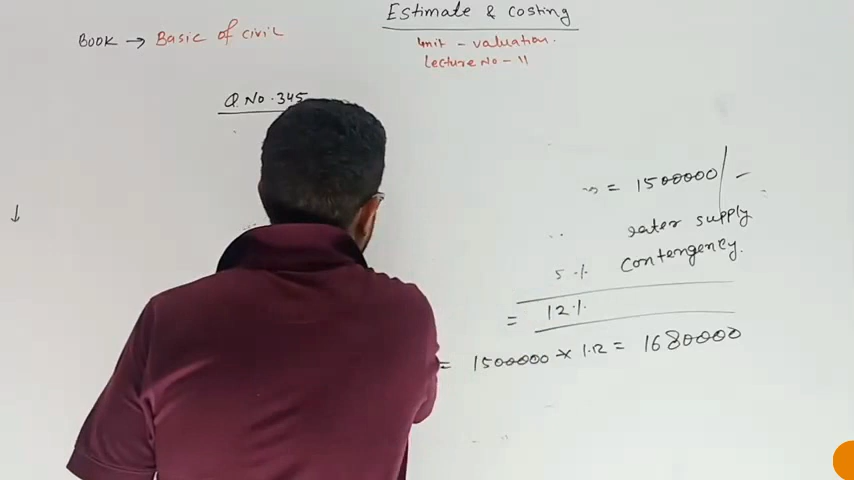 Estimate & costing
BOOK → Basic of civil
Unit - valuation.
Lecture No - 11
Q. No. 345
= 1500000/-
water supply
5 % contengency.
= 12 %
= 1500000 × 1.12 = 1680000